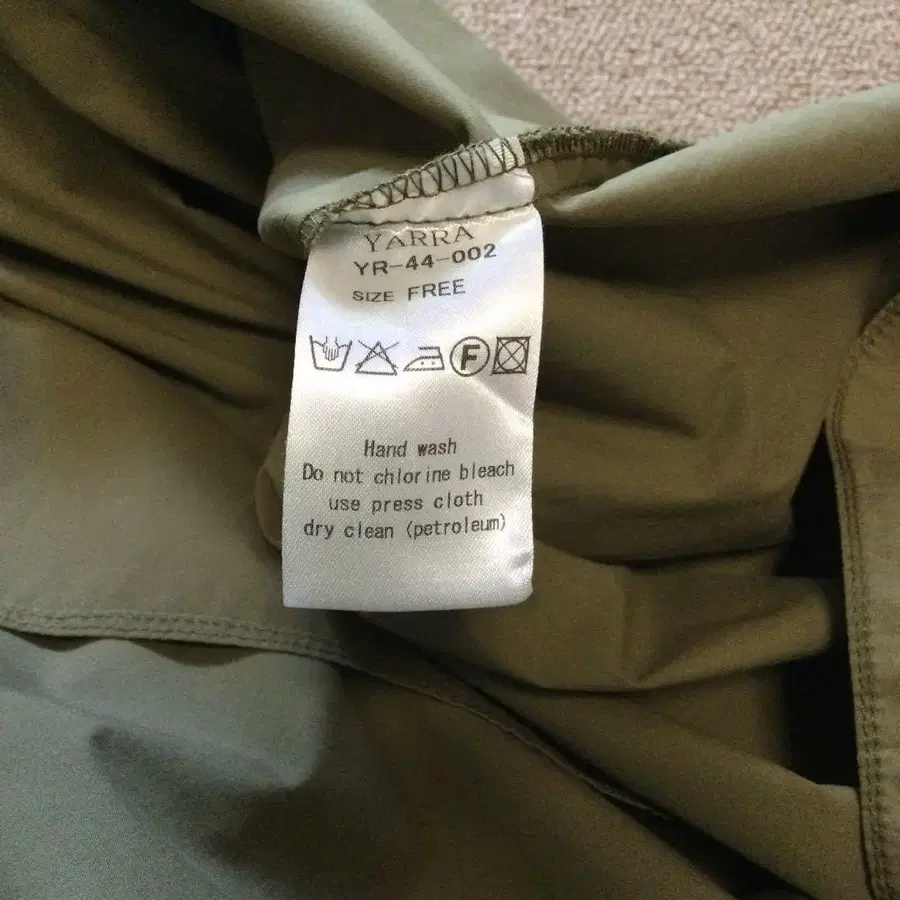 YARRA
YR-44-002
SIZE FREE
F
Hand wash
Do not chlorine bleach
use press cloth
dry clean (petroleum)